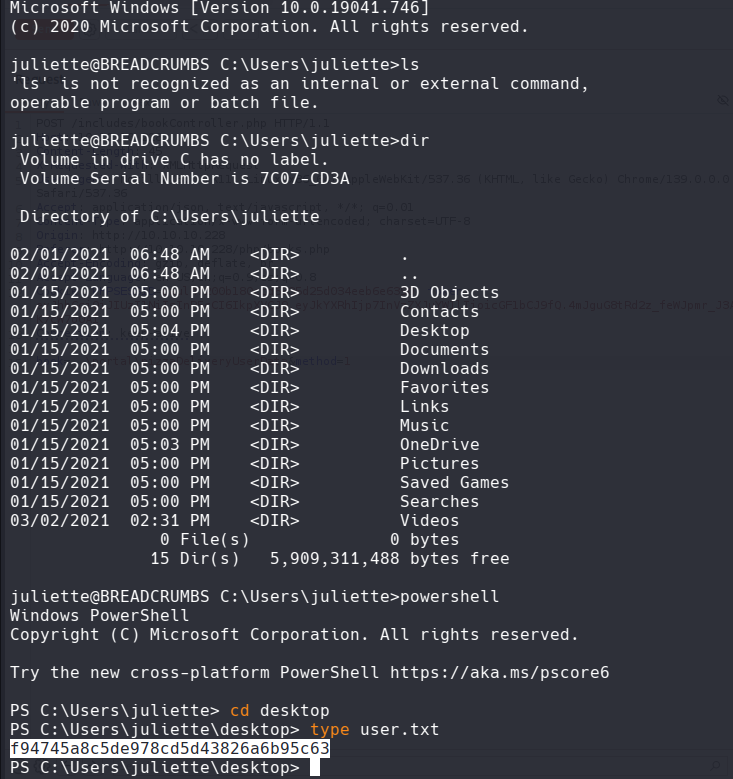 Microsoft Windows [Version 10.0.19041.746]
(c) 2020 Microsoft Corporation. All rights reserved.
juliette@BREADCRUMBS C:\Users\juliette>ls
'ls' is not recognized as an internal or external command,
operable program or batch file.
juliette@BREADCRUMBS C:\Users\juliette>dir
Volume in drive C has no label.
Volume Serial Number is 7C07-CD3A
Directory of C:\Users\juliette
02/01/2021  06:48 AM    <DIR>          .
02/01/2021  06:48 AM    <DIR>          ..
01/15/2021  05:00 PM    <DIR>          3D Objects
01/15/2021  05:00 PM    <DIR>          Contacts
01/15/2021  05:04 PM    <DIR>          Desktop
01/15/2021  05:00 PM    <DIR>          Documents
01/15/2021  05:00 PM    <DIR>          Downloads
01/15/2021  05:00 PM    <DIR>          Favorites
01/15/2021  05:00 PM    <DIR>          Links
01/15/2021  05:00 PM    <DIR>          Music
01/15/2021  05:03 PM    <DIR>          OneDrive
01/15/2021  05:00 PM    <DIR>          Pictures
01/15/2021  05:00 PM    <DIR>          Saved Games
01/15/2021  05:00 PM    <DIR>          Searches
03/02/2021  02:31 PM    <DIR>          Videos
0 File(s)              0 bytes
15 Dir(s)   5,909,311,488 bytes free
juliette@BREADCRUMBS C:\Users\juliette>powershell
Windows PowerShell
Copyright (C) Microsoft Corporation. All rights reserved.
Try the new cross-platform PowerShell https://aka.ms/pscore6
PS C:\Users\juliette> cd desktop
PS C:\Users\juliette\desktop> type user.txt
f94745a8c5de978cd5d43826a6b95c63
PS C:\Users\juliette\desktop>